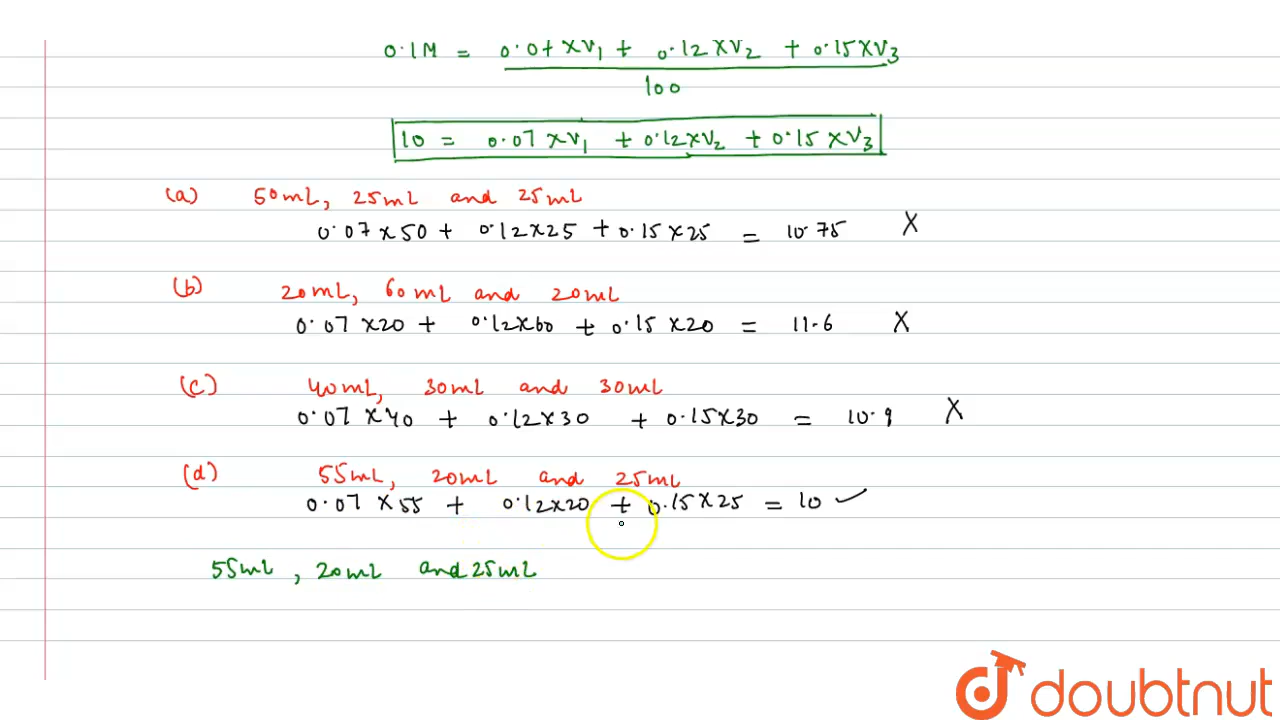 0.1M = 0.07 x V1 + 0.12 x V2 + 0.15 x V3
100
10 = 0.07 x V1 + 0.12 x V2 + 0.15 x V3
(a) 50mL, 25mL and 25mL
0.07 x 50 + 0.12 x 25 + 0.15 x 25 = 10.75 X
(b) 20mL, 60mL and 20mL
0.07 x 20 + 0.12 x 60 + 0.15 x 20 = 11.6 X
(c) 40mL, 30mL and 30mL
0.07 x 40 + 0.12 x 30 + 0.15 x 30 = 10.9 X
(d) 55mL, 20mL and 25mL
0.07 x 55 + 0.12 x 20 + 0.15 x 25 = 10 ✓
55mL, 20mL and 25mL
doubtnut